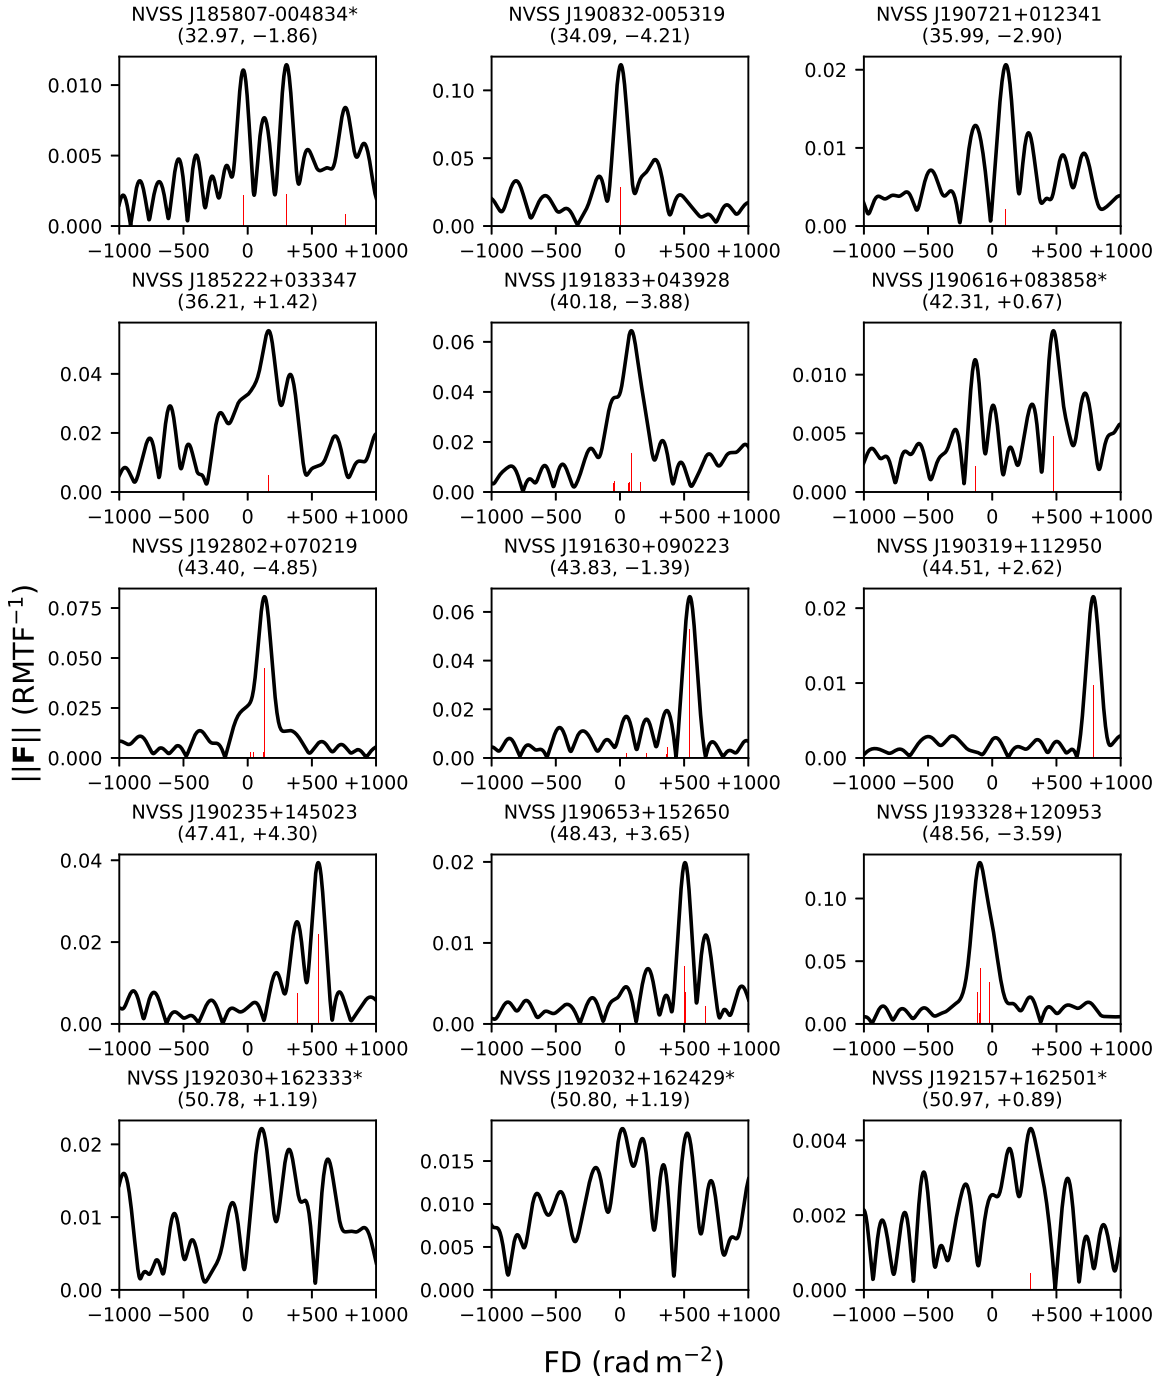 NVSS J185807-004834*
(32.97, −1.86)
NVSS J190832-005319
(34.09, −4.21)
NVSS J190721+012341
(35.99, −2.90)
0.010
0.005
0.000
−1000 −500 0 +500 +1000
0.10
0.05
0.00
−1000 −500 0 +500 +1000
0.02
0.01
0.00
−1000 −500 0 +500 +1000
NVSS J185222+033347
(36.21, +1.42)
NVSS J191833+043928
(40.18, −3.88)
NVSS J190616+083858*
(42.31, +0.67)
0.04
0.02
0.00
−1000 −500 0 +500 +1000
0.06
0.04
0.02
0.00
−1000 −500 0 +500 +1000
0.010
0.005
0.000
−1000 −500 0 +500 +1000
NVSS J192802+070219
(43.40, −4.85)
NVSS J191630+090223
(43.83, −1.39)
NVSS J190319+112950
(44.51, +2.62)
||F|| (RMTF⁻¹)
0.075
0.050
0.025
0.000
−1000 −500 0 +500 +1000
0.06
0.04
0.02
0.00
−1000 −500 0 +500 +1000
0.02
0.01
0.00
−1000 −500 0 +500 +1000
NVSS J190235+145023
(47.41, +4.30)
NVSS J190653+152650
(48.43, +3.65)
NVSS J193328+120953
(48.56, −3.59)
0.04
0.02
0.00
−1000 −500 0 +500 +1000
0.02
0.01
0.00
−1000 −500 0 +500 +1000
0.10
0.05
0.00
−1000 −500 0 +500 +1000
NVSS J192030+162333*
(50.78, +1.19)
NVSS J192032+162429*
(50.80, +1.19)
NVSS J192157+162501*
(50.97, +0.89)
0.02
0.01
0.00
−1000 −500 0 +500 +1000
0.015
0.010
0.005
0.000
−1000 −500 0 +500 +1000
0.004
0.002
0.000
−1000 −500 0 +500 +1000
FD (rad m⁻²)